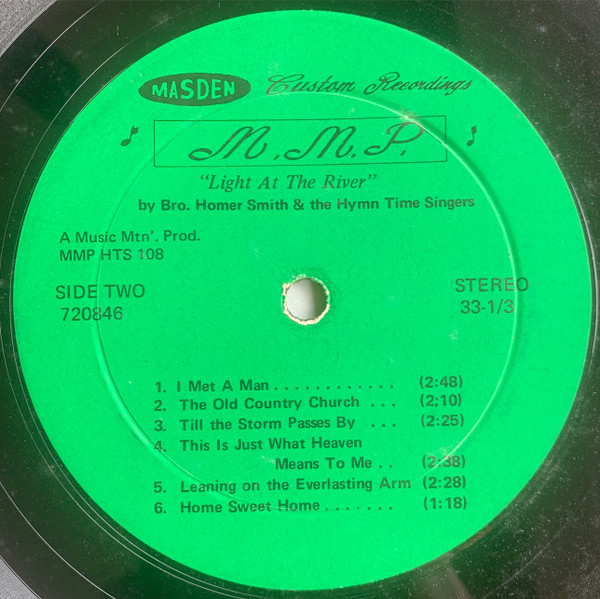 MASDEN Custom Recordings
M.M.P.
"Light At The River"
by Bro. Homer Smith & the Hymn Time Singers
A Music Mtn'. Prod.
MMP HTS 108
SIDE TWO
720846
STEREO
33-1/3
1. I Met A Man . . . . . . . . . . . . (2:48)
2. The Old Country Church . . . (2;10)
3. Till the Storm Passes By . . . (2:25)
4. This Is Just What Heaven
Means To Me . . (2:38)
5. Leaning on the Everlasting Arm (2:28)
6. Home Sweet Home . . . . . . . (1:18)